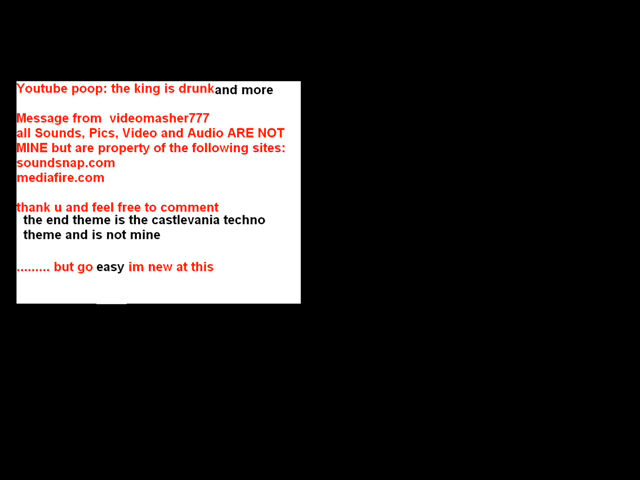 Youtube poop: the king is drunkand more
Message from  videomasher777
all Sounds, Pics, Video and Audio ARE NOT
MINE but are property of the following sites:
soundsnap.com
mediafire.com
thank u and feel free to comment
the end theme is the castlevania techno
theme and is not mine
......... but go easy im new at this